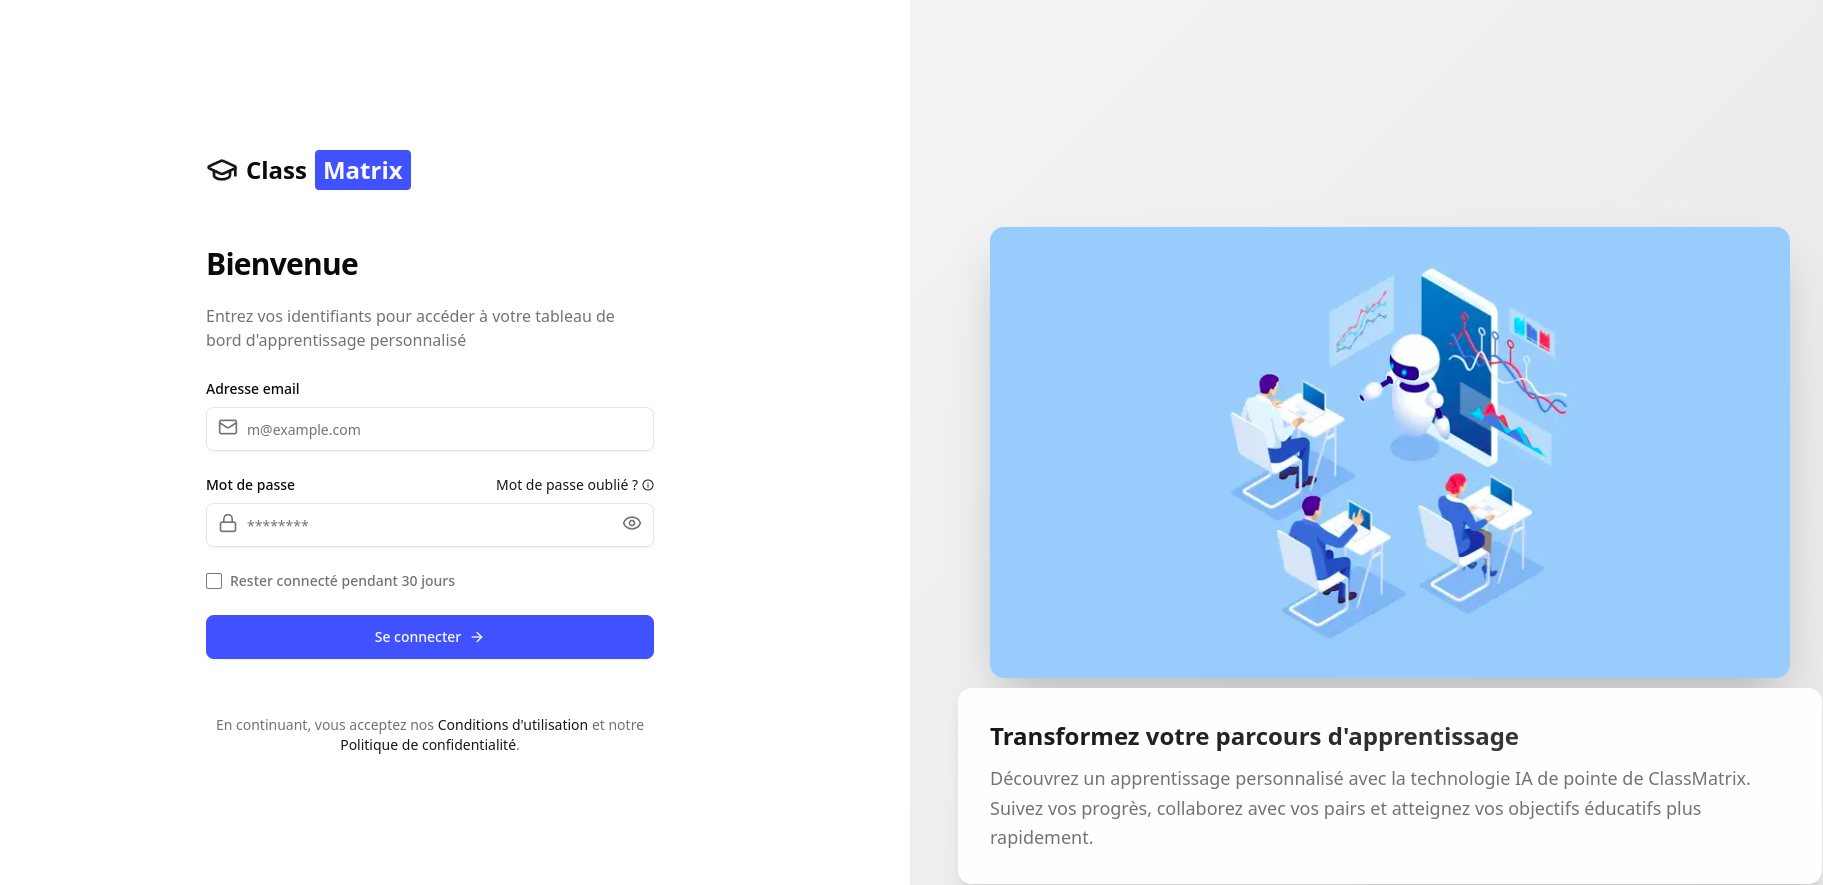 Class Matrix
Bienvenue
Entrez vos identifiants pour accéder à votre tableau de
bord d'apprentissage personnalisé
Adresse email
m@example.com
Mot de passe
Mot de passe oublié ?
********
Rester connecté pendant 30 jours
Se connecter →
En continuant, vous acceptez nos Conditions d'utilisation et notre
Politique de confidentialité.
Transformez votre parcours d'apprentissage
Découvrez un apprentissage personnalisé avec la technologie IA de pointe de ClassMatrix.
Suivez vos progrès, collaborez avec vos pairs et atteignez vos objectifs éducatifs plus
rapidement.